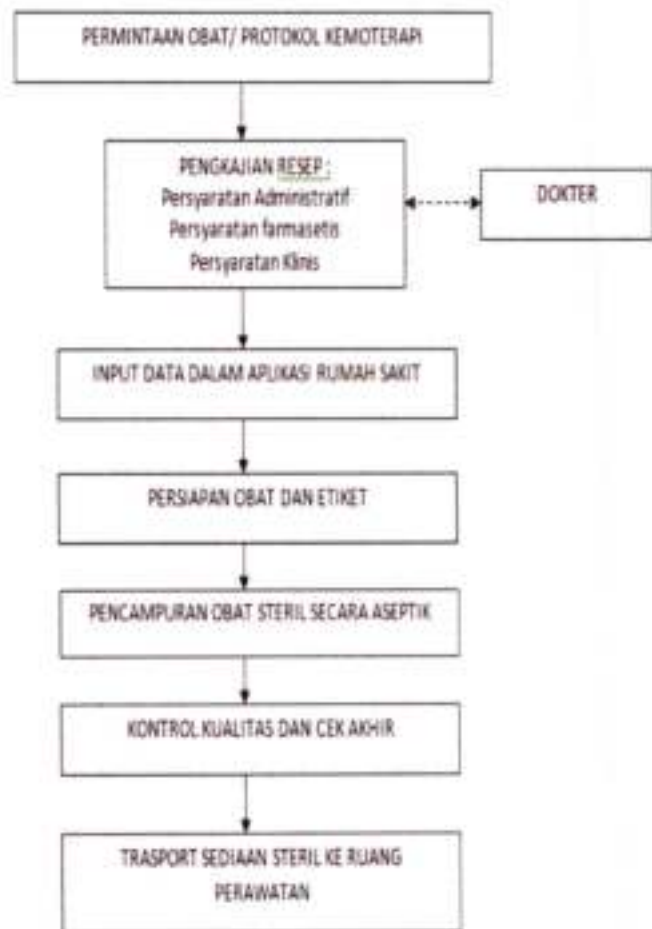 PERMINTAAN OBAT/ PROTOKOL KEMOTERAPI
PENGKAJIAN RESEP :
Persyaratan Administratif
Persyaratan farmasetis
Persyaratan Klinis
DOKTER
INPUT DATA DALAM APLIKASI RUMAH SAKIT
PERSIAPAN OBAT DAN ETIKET
PENCAMPURAN OBAT STERIL SECARA ASEPTIK
KONTROL KUALITAS DAN CEK AKHIR
TRASPORT SEDIAAN STERIL KE RUANG
PERAWATAN